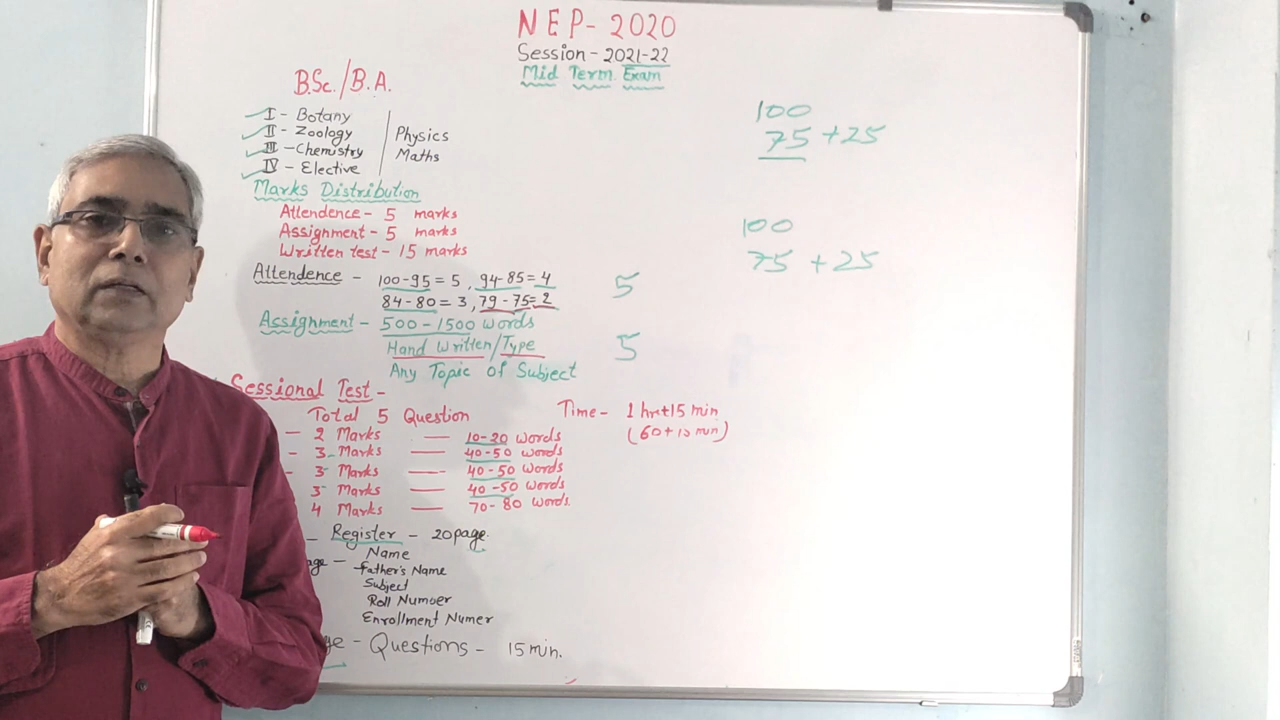 NEP-2020
Session-2021-22
Mid Term Exam
B.Sc./B.A.
I - Botany
II - Zoology
III - Chemistry
IV - Elective
Physics
Maths
Marks Distribution
Attendence - 5 marks
Assignment - 5 marks
Written test - 15 marks
Attendence - 100-95 = 5, 94-85 = 4
84-80 = 3, 79-75 = 2
5
Assignment - 500-1500 words
Hand Written/Type
Any Topic of Subject
5
Sessional Test -
Total 5 Question
Time - 1 hr+15 min
(60+15 min)
- 2 Marks — 10-20 words
- 3 Marks — 40-50 words
- 3 Marks — 40-50 words
3 Marks — 40-50 words
4 Marks — 70-80 words.
- Register - 20page
Name
Father's Name
Subject
Roll Number
Enrollment Numer
Questions - 15 min.
100
75 + 25
100
75 + 25